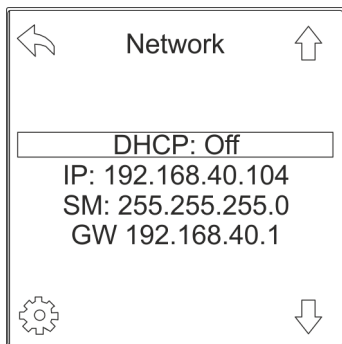 Network
DHCP: Off
IP: 192.168.40.104
SM: 255.255.255.0
GW 192.168.40.1